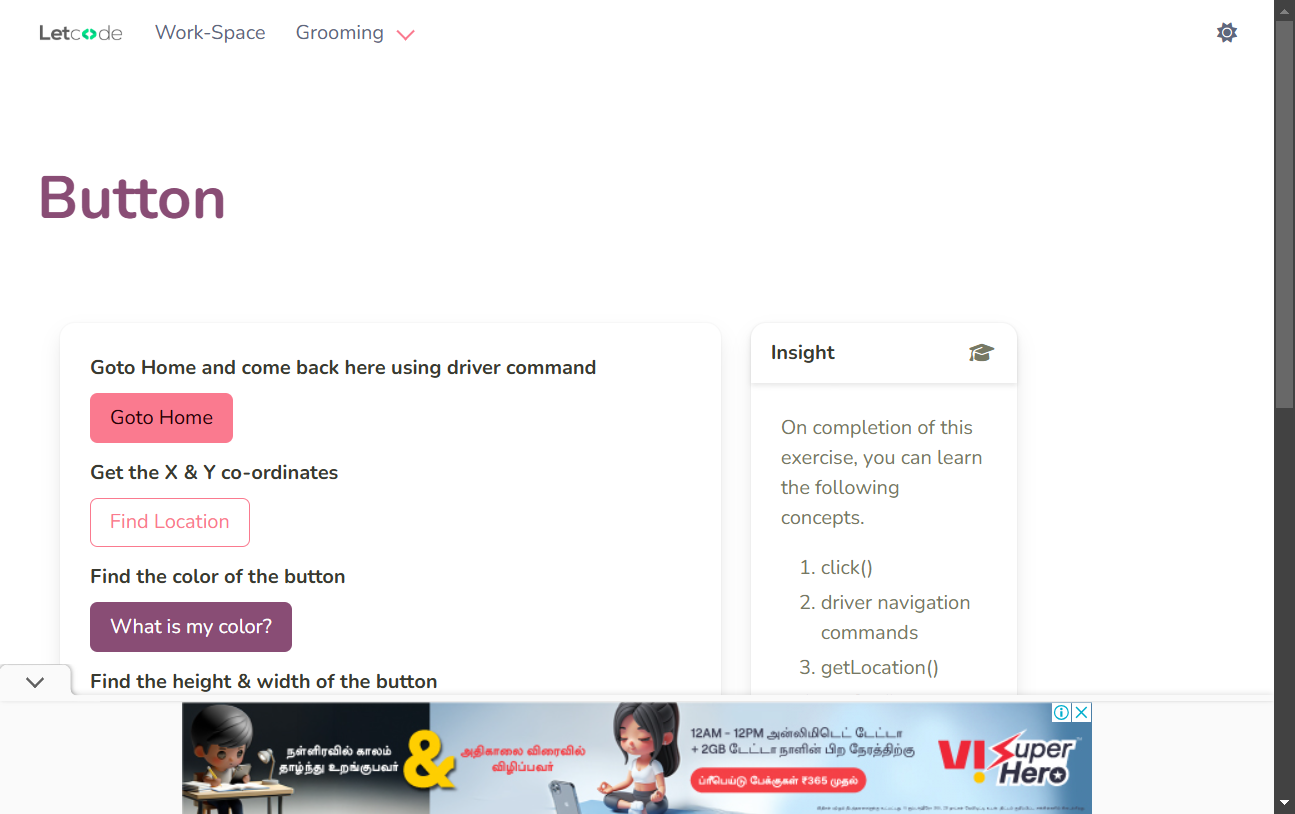 Letcode Work-Space Grooming
Button
Goto Home and come back here using driver command
Goto Home
Get the X & Y co-ordinates
Find Location
Find the color of the button
What is my color?
Find the height & width of the button
Insight
On completion of this
exercise, you can learn
the following
concepts.
1. click()
2. driver navigation
commands
3. getLocation()
நள்ளிரவில் காலம்
தாழ்ந்து உறங்குபவர்
&
அதிகாலை விரைவில்
விழிப்பவர்
12AM – 12PM அன்லிமிடெட் டேட்டா
+ 2GB டேட்டா நாளின் பிற நேரத்திற்கு
ப்ரீபெய்டு பேக்குகள் ₹365 முதல்
VI Super
Hero